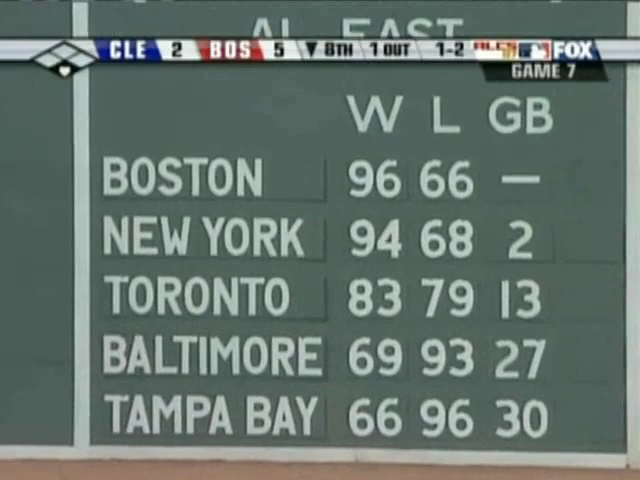 AL EAST
CLE 2 BOS 5 ▼ 8TH 1 OUT 1-2 ALCS FOX
GAME 7
W L GB
BOSTON 96 66 —
NEW YORK 94 68 2
TORONTO 83 79 13
BALTIMORE 69 93 27
TAMPA BAY 66 96 30